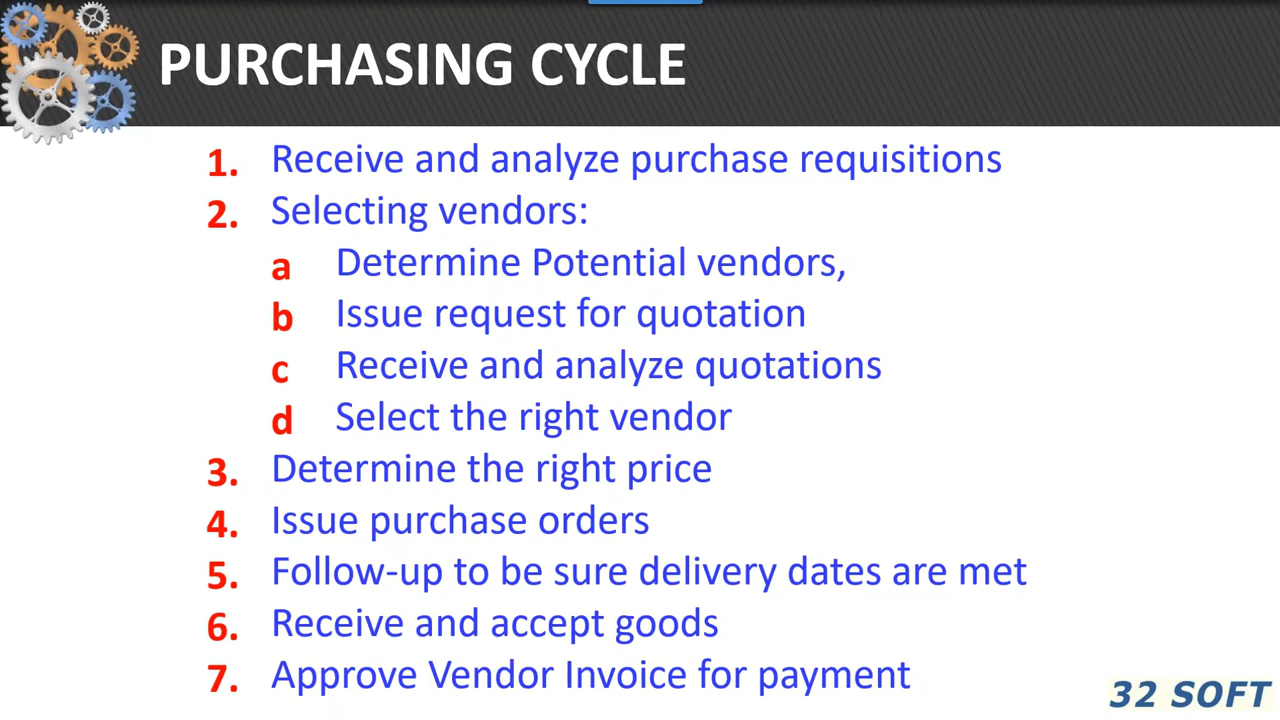 PURCHASING CYCLE
1. Receive and analyze purchase requisitions
2. Selecting vendors:
a Determine Potential vendors,
b Issue request for quotation
c Receive and analyze quotations
d Select the right vendor
3. Determine the right price
4. Issue purchase orders
5. Follow-up to be sure delivery dates are met
6. Receive and accept goods
7. Approve Vendor Invoice for payment
32 SOFT